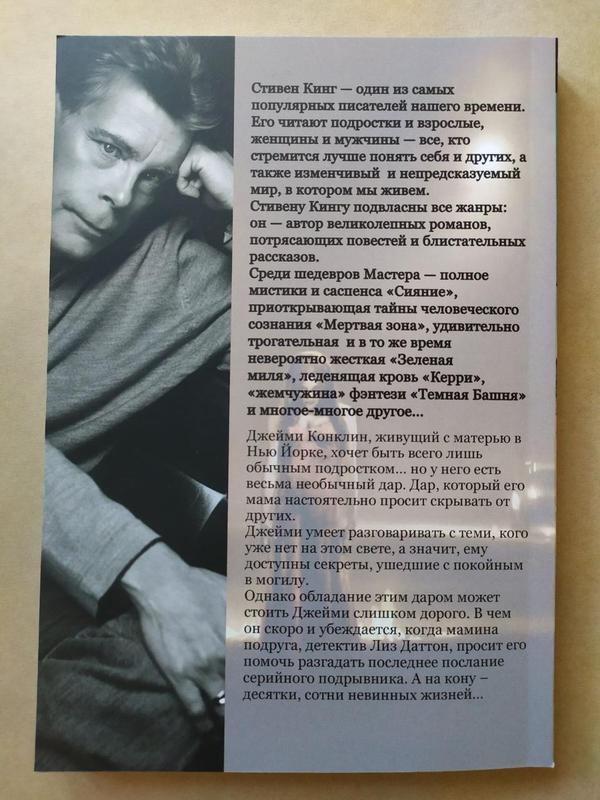 Стивен Кинг — один из самых
популярных писателей нашего времени.
Его читают подростки и взрослые,
женщины и мужчины — все, кто
стремится лучше понять себя и других, а
также изменчивый и непредсказуемый
мир, в котором мы живем.
Стивену Кингу подвласны все жанры:
он — автор великолепных романов,
потрясающих повестей и блистательных
рассказов.
Среди шедевров Мастера — полное
мистики и саспенса «Сияние»,
приоткрывающая тайны человеческого
сознания «Мертвая зона», удивительно
трогательная и в то же время
невероятно жесткая «Зеленая
миля», леденящая кровь «Керри»,
«жемчужина» фэнтези «Темная Башня»
и многое-многое другое...
Джейми Конклин, живущий с матерью в
Нью Йорке, хочет быть всего лишь
обычным подростком... но у него есть
весьма необычный дар. Дар, который его
мама настоятельно просит скрывать от
других.
Джейми умеет разговаривать с теми, кого
уже нет на этом свете, а значит, ему
доступны секреты, ушедшие с покойным
в могилу.
Однако обладание этим даром может
стоить Джейми слишком дорого. В чем
он скоро и убеждается, когда мамина
подруга, детектив Лиз Даттон, просит его
помочь разгадать последнее послание
серийного подрывника. А на кону –
десятки, сотни невинных жизней...